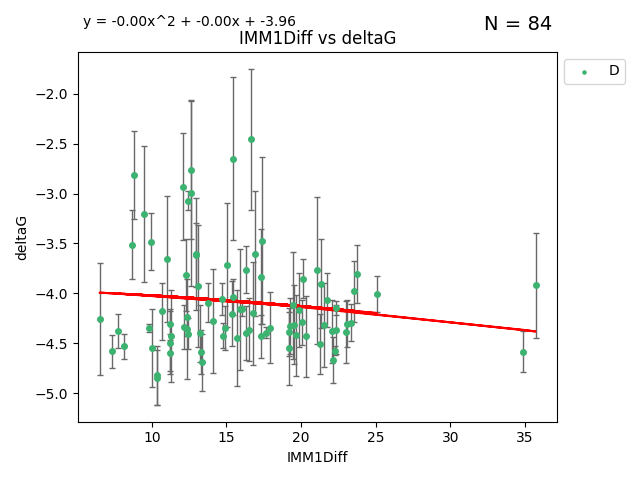 y = -0.00x^2 + -0.00x + -3.96
N = 84
IMM1Diff vs deltaG
D
−2.0
−2.5
−3.0
−3.5
−4.0
−4.5
−5.0
deltaG
10 15 20 25 30 35
IMM1Diff